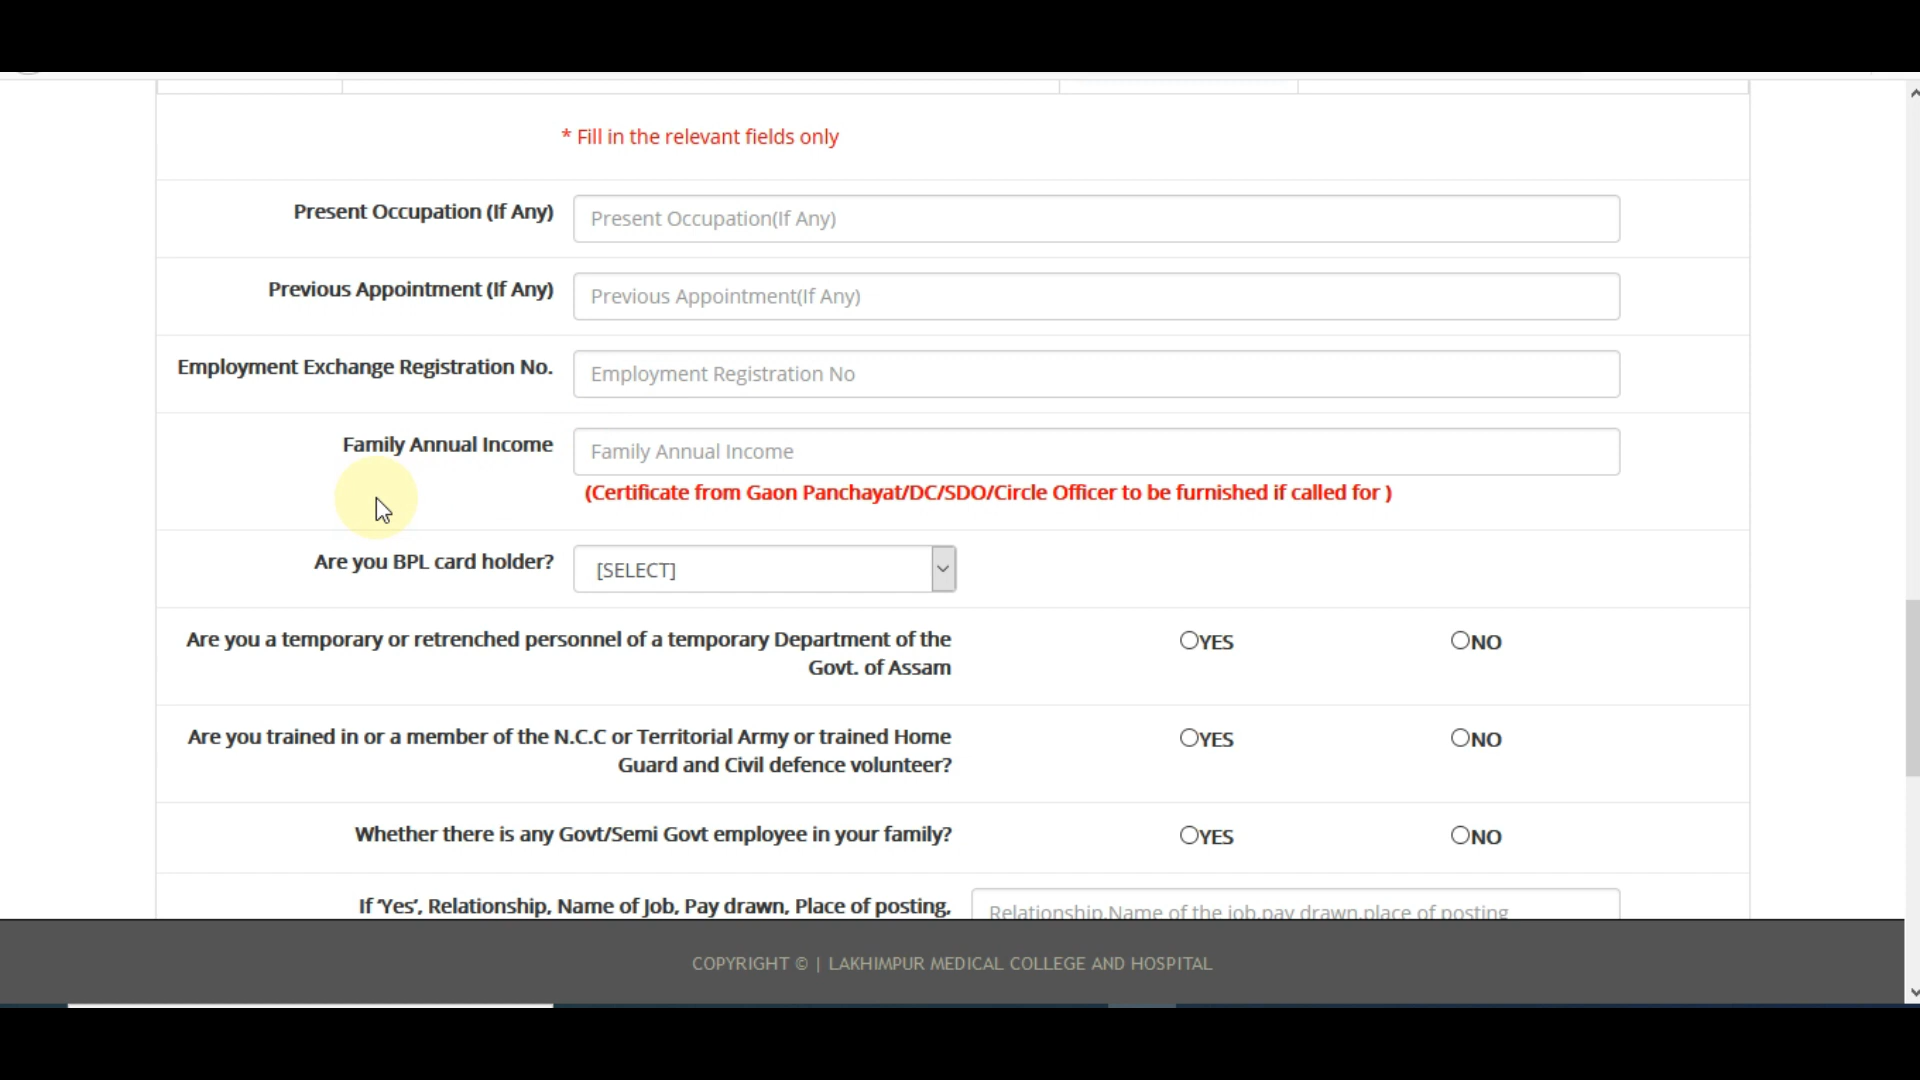 * Fill in the relevant fields only
Present Occupation (If Any)
Present Occupation(If Any)
Previous Appointment (If Any)
Previous Appointment(If Any)
Employment Exchange Registration No.
Employment Registration No
Family Annual Income
Family Annual Income
(Certificate from Gaon Panchayat/DC/SDO/Circle Officer to be furnished if called for )
Are you BPL card holder?
[SELECT]
Are you a temporary or retrenched personnel of a temporary Department of the
Govt. of Assam
YES NO
Are you trained in or a member of the N.C.C or Territorial Army or trained Home
Guard and Civil defence volunteer?
YES NO
Whether there is any Govt/Semi Govt employee in your family?
YES NO
If 'Yes', Relationship, Name of Job, Pay drawn, Place of posting,
Relationship,Name of the job,pay drawn,place of posting
COPYRIGHT © | LAKHIMPUR MEDICAL COLLEGE AND HOSPITAL